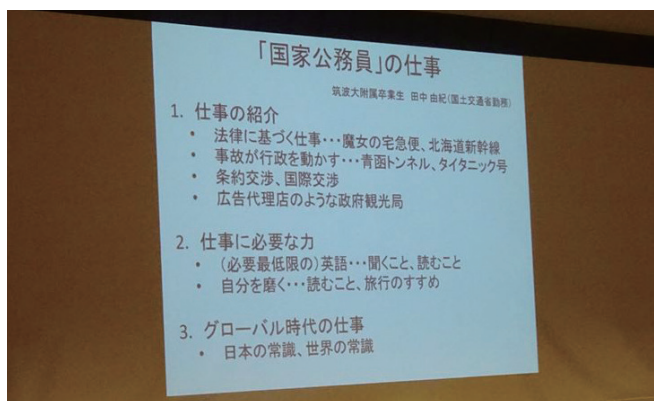 「国家公務員」の仕事
筑波大附属卒業生 田中 由紀(国土交通省勤務)
1. 仕事の紹介
• 法律に基づく仕事・・・魔女の宅急便、北海道新幹線
• 事故が行政を動かす・・・青函トンネル、タイタニック号
• 条約交渉、国際交渉
• 広告代理店のような政府観光局
2. 仕事に必要な力
• (必要最低限の)英語・・・聞くこと、読むこと
• 自分を磨く・・・読むこと、旅行のすすめ
3. グローバル時代の仕事
• 日本の常識、世界の常識